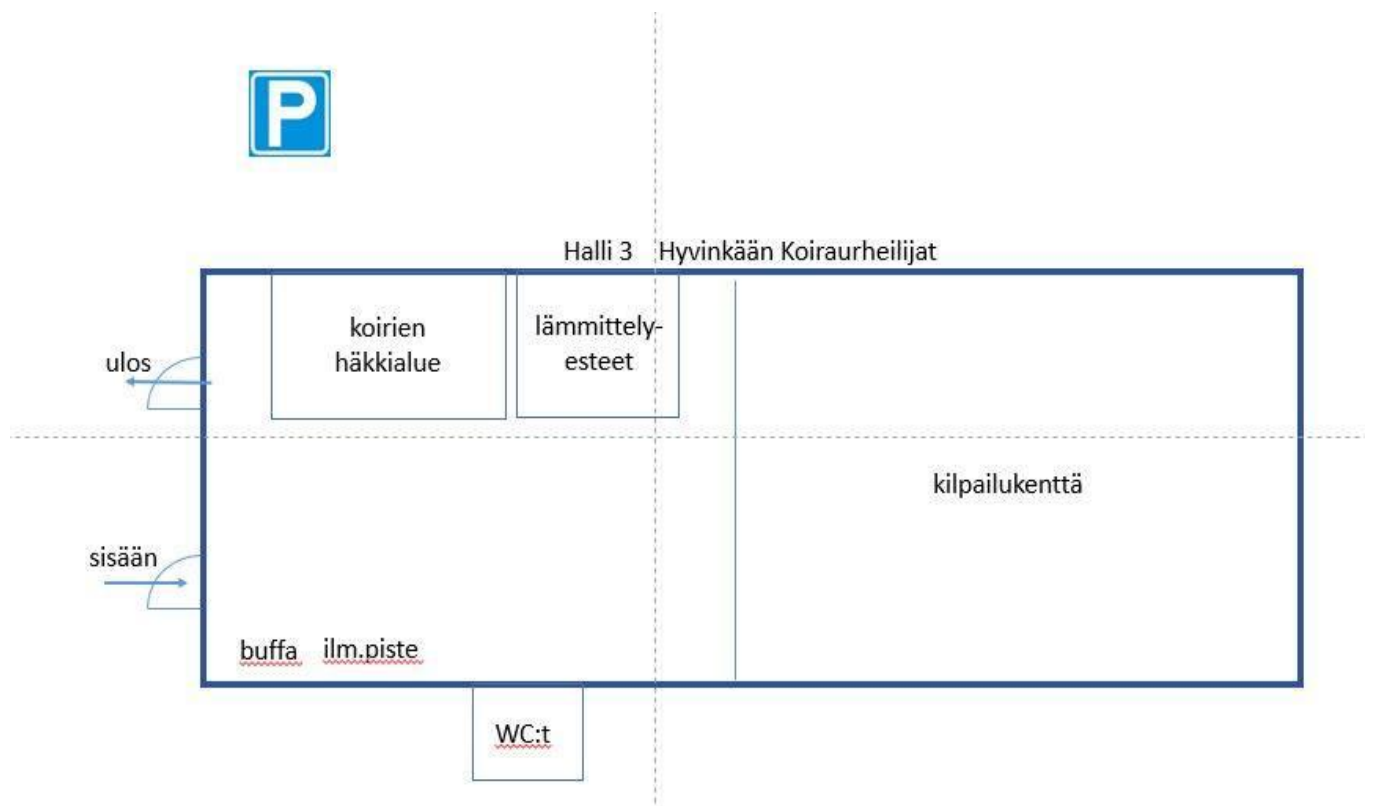 P
Halli 3 Hyvinkään Koiraurheilijat
koirien
häkkialue
lämmittely-
esteet
ulos
kilpailukenttä
sisään
buffa ilm.piste
WC:t